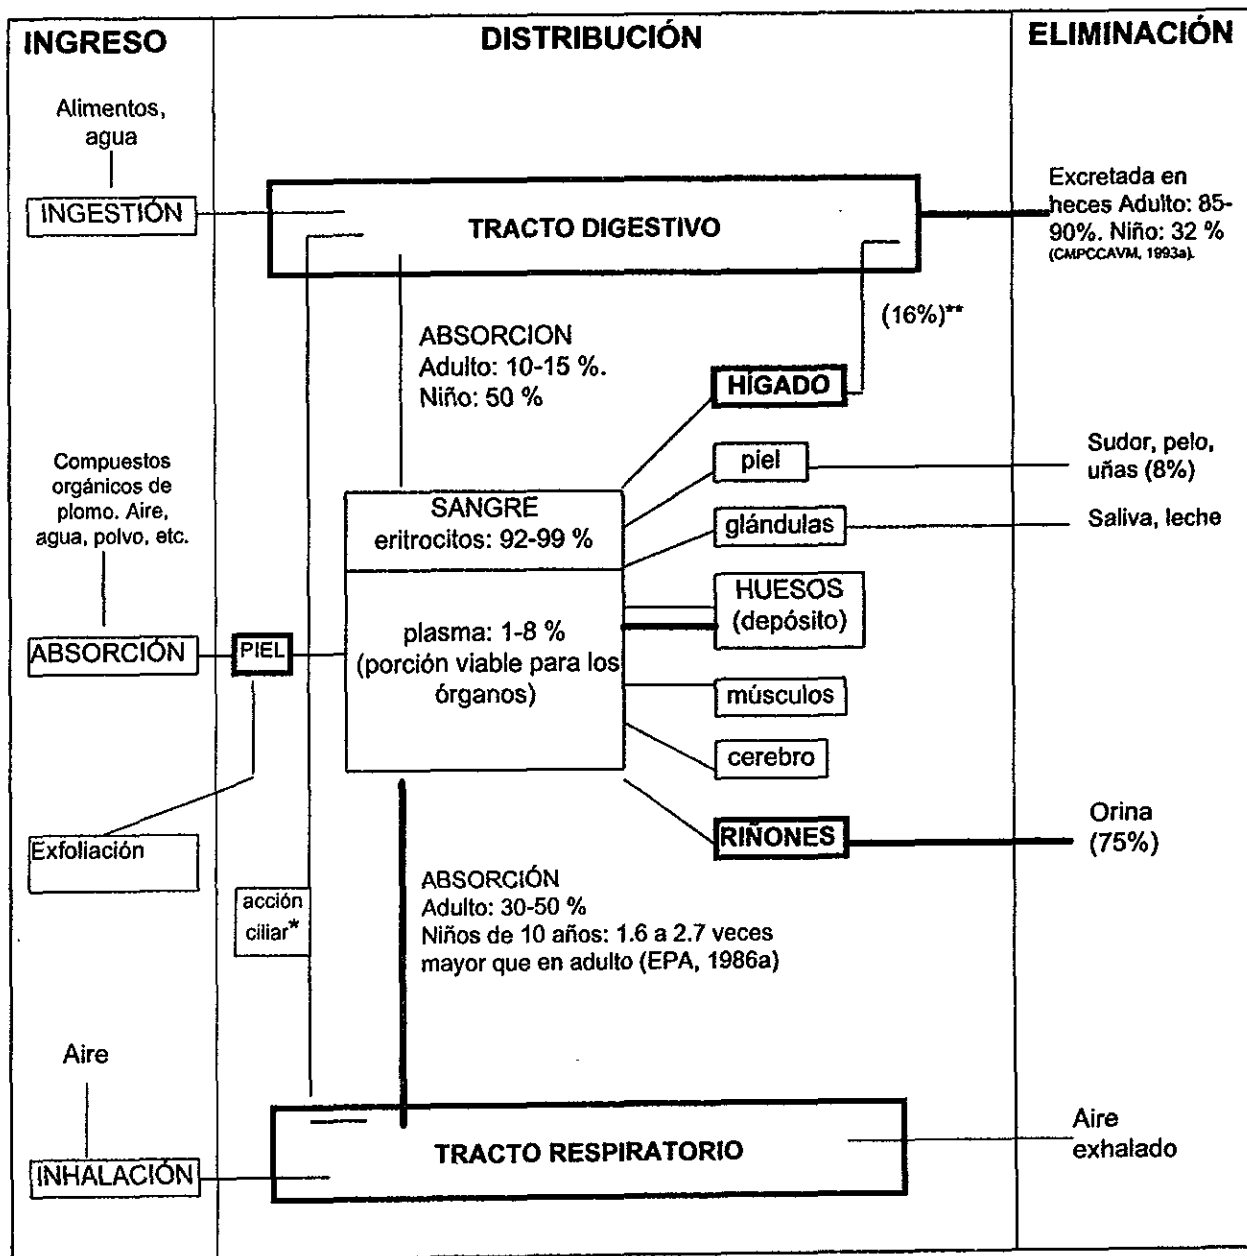 INGRESO
DISTRIBUCIÓN
ELIMINACIÓN
Alimentos,
agua
INGESTIÓN
TRACTO DIGESTIVO
Excretada en
heces Adulto: 85-
90%. Niño: 32 %
(CMPCCAVM, 1993a).
(16%)**
ABSORCION
Adulto: 10-15 %.
Niño: 50 %
HÍGADO
piel
Sudor, pelo,
uñas (8%)
Compuestos
orgánicos de
plomo. Aire,
agua, polvo, etc.
SANGRE
eritrocitos: 92-99 %
glándulas
Saliva, leche
HUESOS
(depósito)
ABSORCIÓN
PIEL
plasma: 1-8 %
(porción viable para los
órganos)
músculos
cerebro
RIÑONES
Orina
(75%)
Exfoliación
acción
ciliar*
ABSORCIÓN
Adulto: 30-50 %
Niños de 10 años: 1.6 a 2.7 veces
mayor que en adulto (EPA, 1986a)
Aire
INHALACIÓN
TRACTO RESPIRATORIO
Aire
exhalado